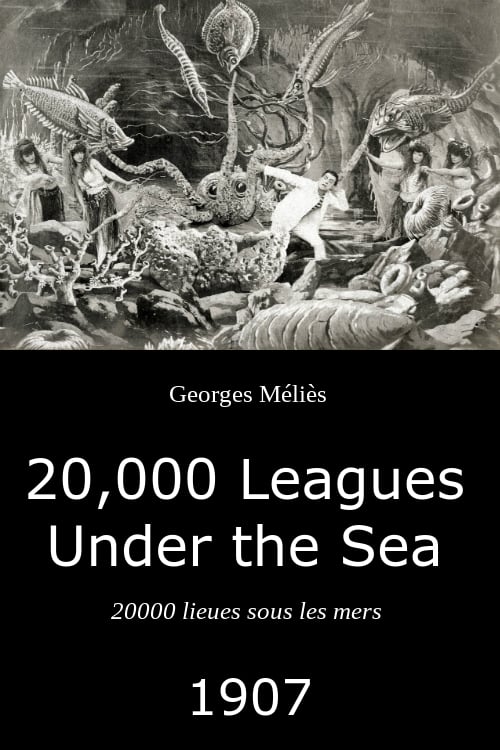 Georges Méliès
20,000 Leagues
Under the Sea
20000 lieues sous les mers
1907